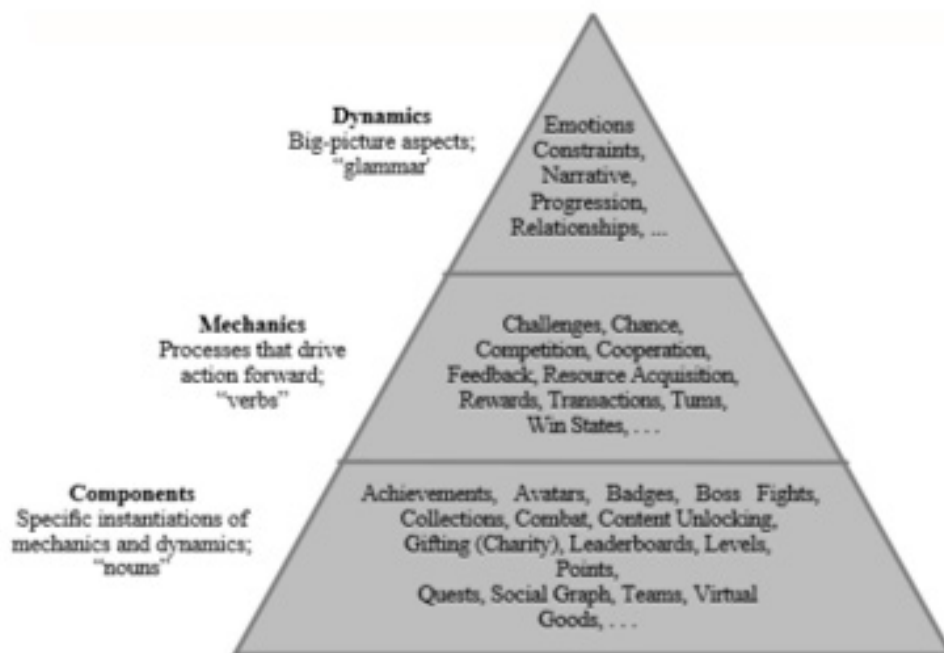 Dynamics
Big-picture aspects;
"glammar'
Emotions
Constraints,
Narrative,
Progression,
Relationships, ...
Mechanics
Processes that drive
action forward;
"verbs"
Challenges, Chance,
Competition, Cooperation,
Feedback, Resource Acquisition,
Rewards, Transactions, Tums,
Win States, . . .
Components
Specific instantiations of
mechanics and dynamics;
"nouns"
Achievements, Avatars, Badges, Boss Fights,
Collections, Combat, Content Unlocking,
Gifting (Charity), Leaderboards, Levels,
Points,
Quests, Social Graph, Teams, Virtual
Goods, . . .